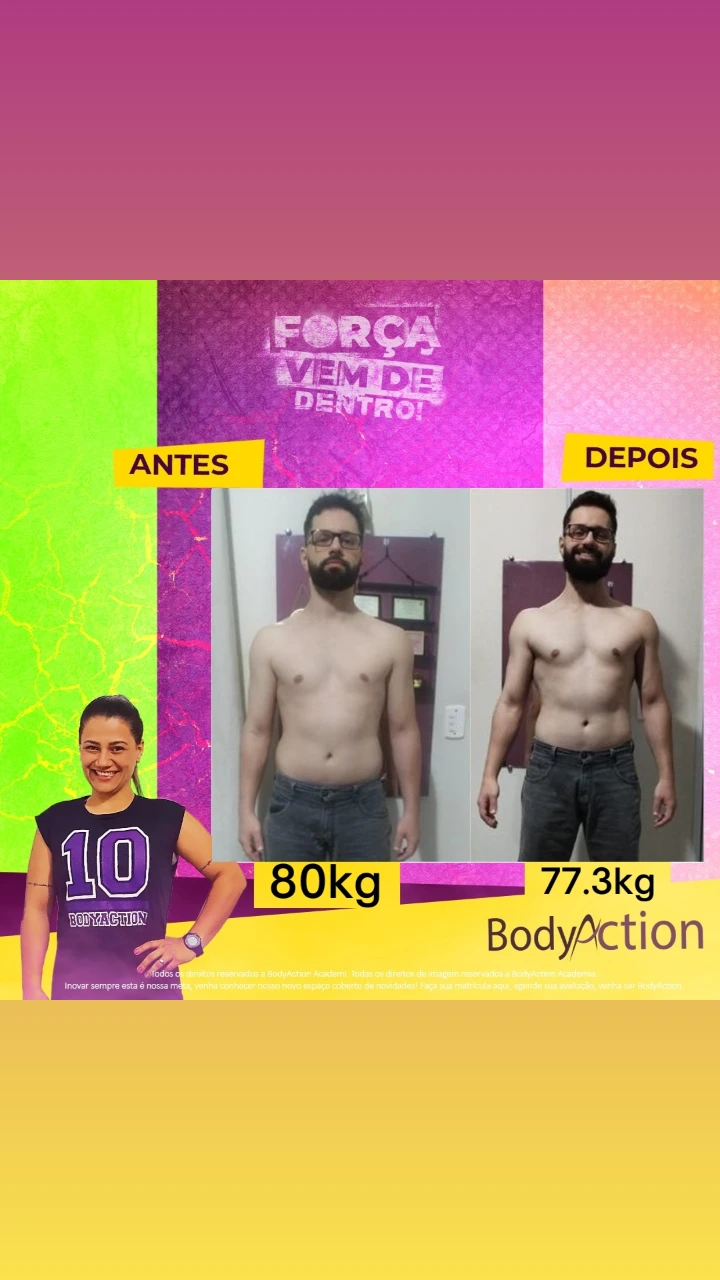 FORÇA
VEM DE
DENTRO!
ANTES
DEPOIS
80kg
77.3kg
10
BODYACTION
BodyAction
Todos os direitos reservados a BodyAction Academi. Todas os direitos de imagem reservados a BodyAction Academia.
Inovar sempre esta é nossa meta, venha conhecer nosso novo espaço coberto de novidades! Faça sua matrícula aqui, agende sua avaliação, venha ser BodyAction.